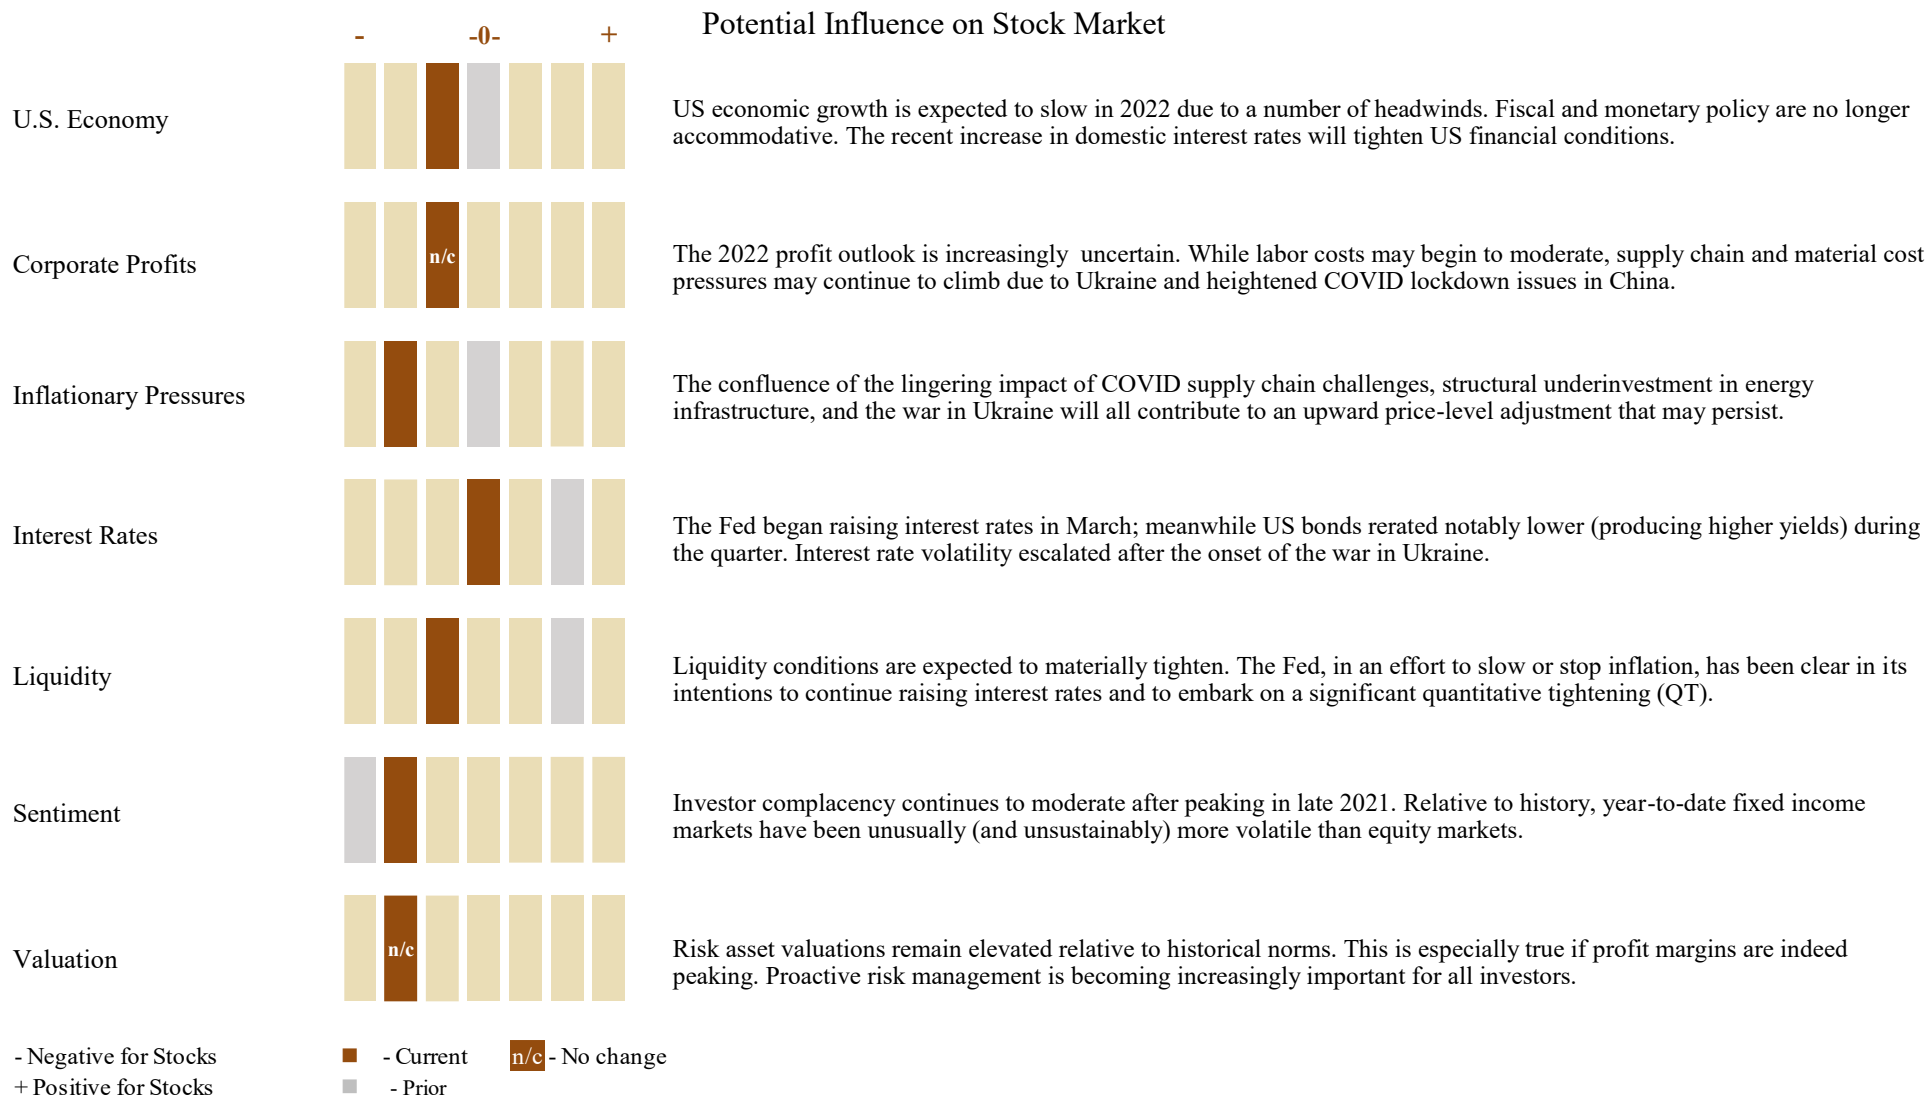 Potential Influence on Stock Market
- -0- +
U.S. Economy
US economic growth is expected to slow in 2022 due to a number of headwinds. Fiscal and monetary policy are no longer
accommodative. The recent increase in domestic interest rates will tighten US financial conditions.
Corporate Profits
n/c
The 2022 profit outlook is increasingly  uncertain. While labor costs may begin to moderate, supply chain and material cost
pressures may continue to climb due to Ukraine and heightened COVID lockdown issues in China.
Inflationary Pressures
The confluence of the lingering impact of COVID supply chain challenges, structural underinvestment in energy
infrastructure, and the war in Ukraine will all contribute to an upward price-level adjustment that may persist.
Interest Rates
The Fed began raising interest rates in March; meanwhile US bonds rerated notably lower (producing higher yields) during
the quarter. Interest rate volatility escalated after the onset of the war in Ukraine.
Liquidity
Liquidity conditions are expected to materially tighten. The Fed, in an effort to slow or stop inflation, has been clear in its
intentions to continue raising interest rates and to embark on a significant quantitative tightening (QT).
Sentiment
Investor complacency continues to moderate after peaking in late 2021. Relative to history, year-to-date fixed income
markets have been unusually (and unsustainably) more volatile than equity markets.
Valuation
n/c
Risk asset valuations remain elevated relative to historical norms. This is especially true if profit margins are indeed
peaking. Proactive risk management is becoming increasingly important for all investors.
- Negative for Stocks
- Current
n/c - No change
+ Positive for Stocks
- Prior